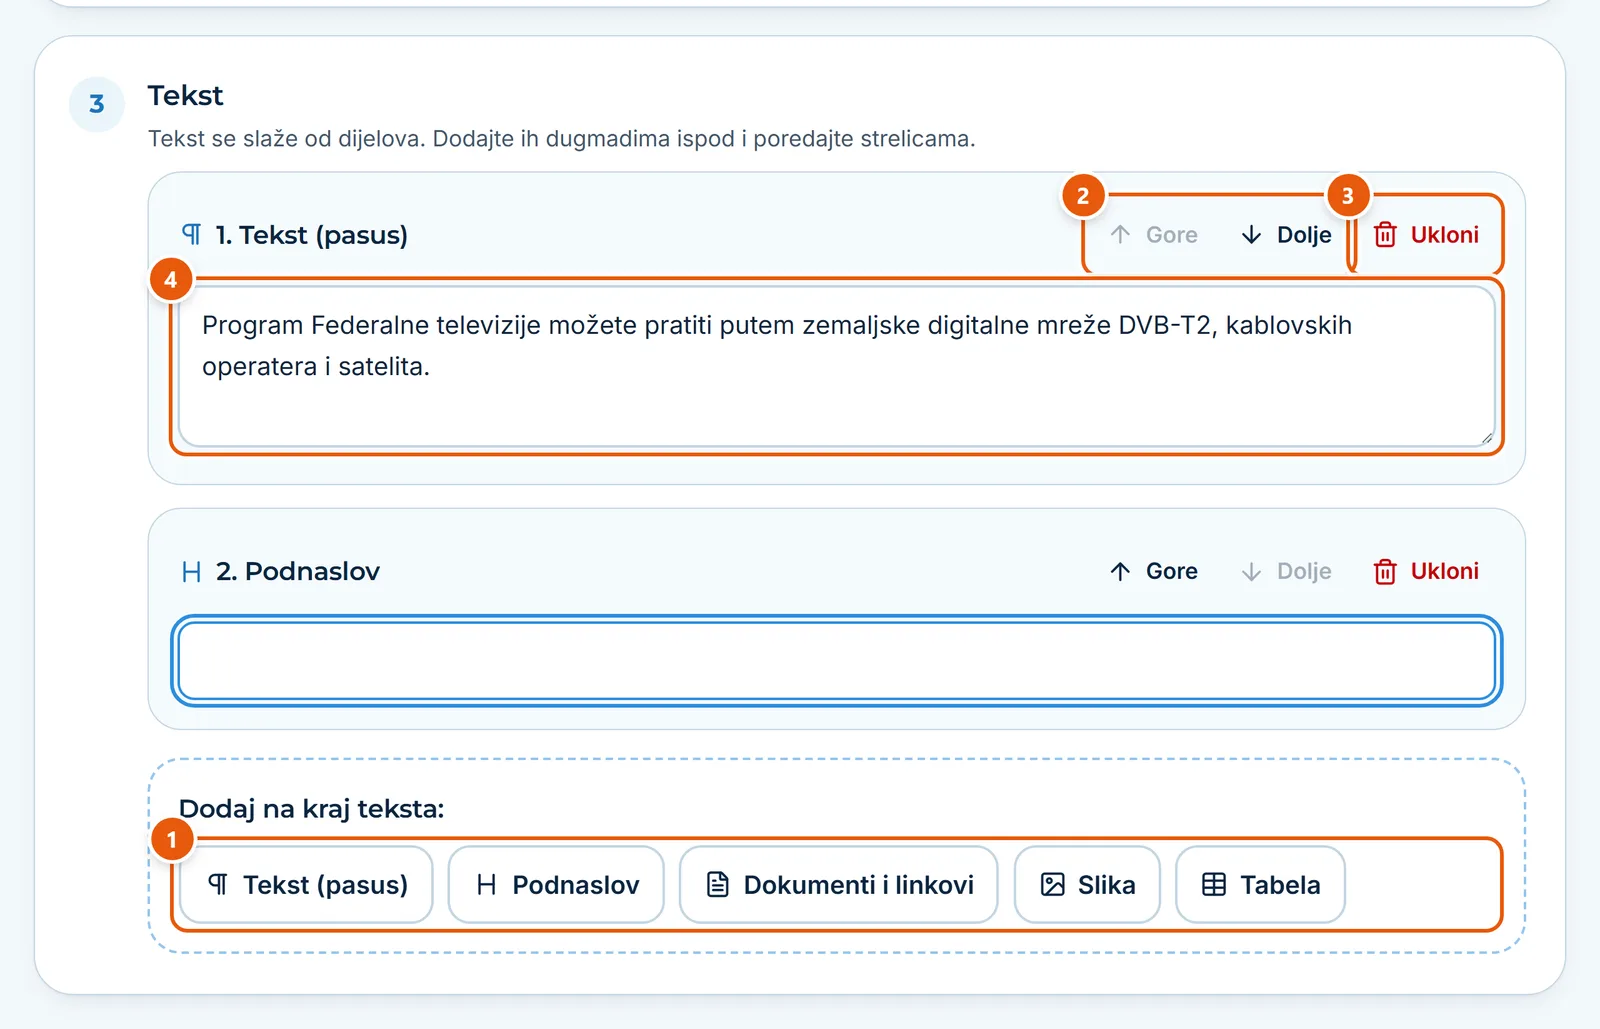 3
Tekst
Tekst se slaže od dijelova. Dodajte ih dugmadima ispod i poredajte strelicama.
2
3
1. Tekst (pasus)
Gore
Dolje
Ukloni
4
Program Federalne televizije možete pratiti putem zemaljske digitalne mreže DVB-T2, kablovskih
operatera i satelita.
2. Podnaslov
Gore
Dolje
Ukloni
Dodaj na kraj teksta:
1
Tekst (pasus)
Podnaslov
Dokumenti i linkovi
Slika
Tabela